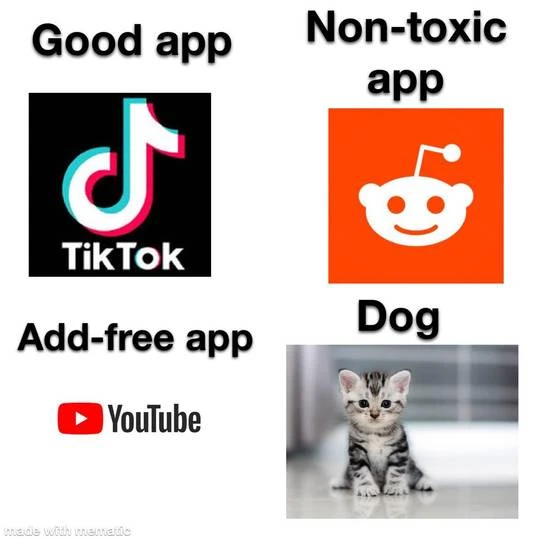 Good app
Non-toxic
app
TikTok
Add-free app
Dog
YouTube
made with mematic